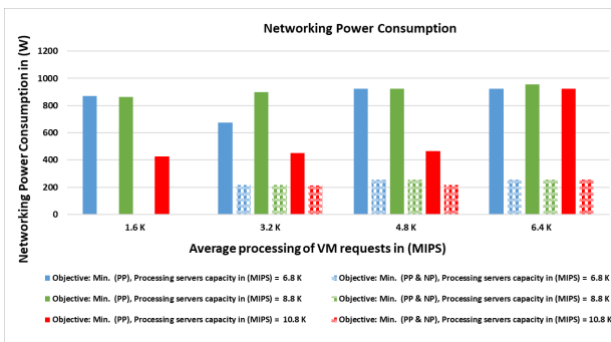 Networking Power Consumption
Networking Power Consumption in (W)
1200
1000
800
600
400
200
0
1.6 K 3.2 K 4.8 K 6.4 K
Average processing of VM requests in (MIPS)
Objective: Min. (PP), Processing servers capacity in (MIPS) = 6.8 K
Objective: Min. (PP & NP), Processing servers capacity in (MIPS) = 6.8 K
Objective: Min. (PP), Processing servers capacity in (MIPS) = 8.8 K
Objective: Min. (PP & NP), Processing servers capacity in (MIPS) = 8.8 K
Objective: Min. (PP), Processing servers capacity in (MIPS) = 10.8 K
Objective: Min. (PP & NP), Processing servers capacity in (MIPS) = 10.8 K